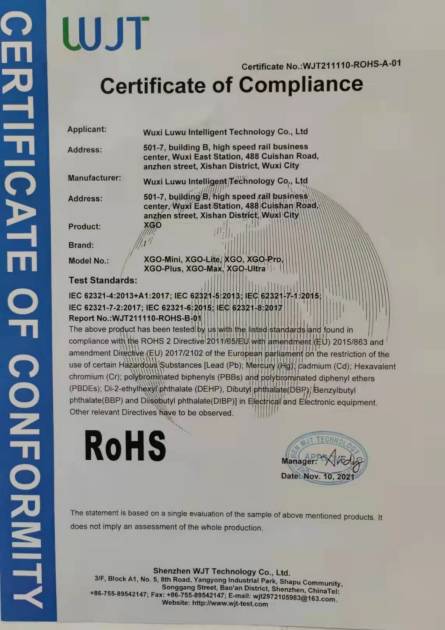 CERTIFICATE OF CONFORMITY
WJT
Certificate No.:WJT211110-ROHS-A-01
Certificate of Compliance
Applicant: Wuxi Luwu Intelligent Technology Co., Ltd
Address: 501-7, building B, high speed rail business
center, Wuxi East Station, 488 Cuishan Road,
anzhen street, Xishan District, Wuxi City
Manufacturer: Wuxi Luwu Intelligent Technology Co., Ltd
Address: 501-7, building B, high speed rail business
center, Wuxi East Station, 488 Cuishan Road,
anzhen street, Xishan District, Wuxi City
Product: XGO
Brand: /
Model No.: XGO-Mini, XGO-Lite, XGO, XGO-Pro,
XGO-Plus, XGO-Max, XGO-Ultra
Test Standards:
IEC 62321-4:2013+A1:2017; IEC 62321-5:2013; IEC 62321-7-1:2015;
IEC 62321-7-2:2017; IEC 62321-6:2015; IEC 62321-8:2017
Report No.:WJT211110-ROHS-B-01
The above product has been tested by us with the listed standards and found in
compliance with the ROHS 2 Directive 2011/65/EU with amendment (EU) 2015/863 and
amendment Directive (EU) 2017/2102 of the European parliament on the restriction of the
use of certain Hazardous Substances [Lead (Pb); Mercury (Hg); cadmium (Cd); Hexavalent
chromium (Cr); polybrominated biphenyls (PBBs) and polybrominated diphenyl ethers
(PBDEs); Di-2-ethylhexyl phthalate (DEHP), Dibutyl phthalate(DBP); Benzylbutyl
phthalate(BBP) and Diisobutyl phthalate(DIBP)] in Electrical and Electronic equipment.
Other relevant Directives have to be observed.
RoHS
WJT TECHNOLOGY
Manager: Andy
Date: Nov. 10, 2021
The statement is based on a single evaluation of the sample of above mentioned products. It
does not imply an assessment of the whole production.
Shenzhen WJT Technology Co., Ltd.
3/F, Block A1, No. 5, 8th Road, Yangyong Industrial Park, Shapu Community,
Songgang Street, Bao'an District, Shenzhen, ChinaTel:
+86-755-89542147; Fax: +86-755-89542147; E-mail: wjt2972105983@163.com,
Website: http://www.wjt-test.com